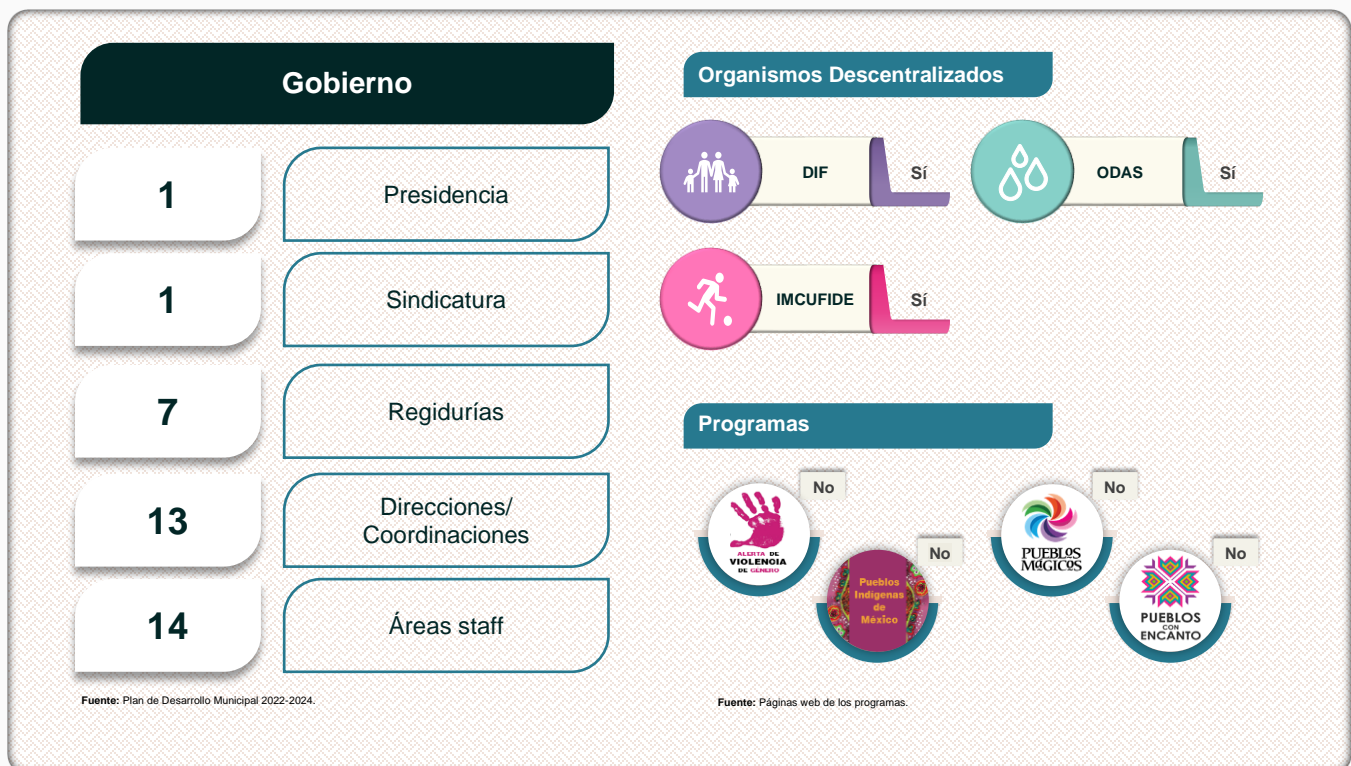 Gobierno
1
Presidencia
1
Sindicatura
7
Regidurías
13
Direcciones/
Coordinaciones
14
Áreas staff
Fuente: Plan de Desarrollo Municipal 2022-2024.
Organismos Descentralizados
DIF
Sí
ODAS
Sí
IMCUFIDE
Sí
Programas
No
ALERTA DE
VIOLENCIA
DE GENERO
No
Pueblos
Indígenas
de
México
No
PUEBLOS
MáGICOS
No
PUEBLOS
CON
ENCANTO
Fuente: Páginas web de los programas.